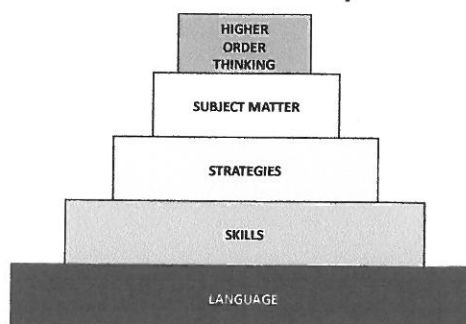 HIGHER
ORDER
THINKING
SUBJECT MATTER
STRATEGIES
SKILLS
LANGUAGE